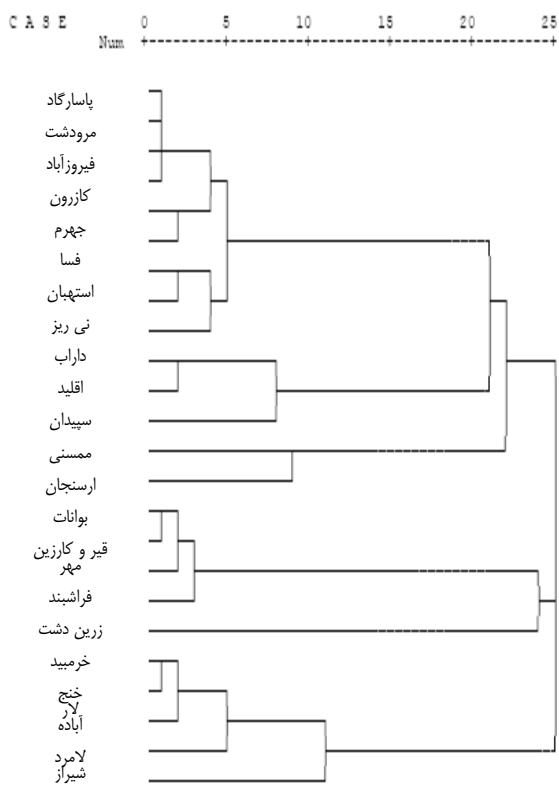 C A S E 0 5 10 15 20 25
Num
پاسارگاد
مرودشت
فیروزآباد
کازرون
جهرم
فسا
استهبان
نی ریز
داراب
اقلید
سپیدان
ممسنی
ارسنجان
بوانات
قیر و کارزین
مهر
فراشبند
زرین دشت
خرمبید
خنج
لار
آباده
لامرد
شیراز